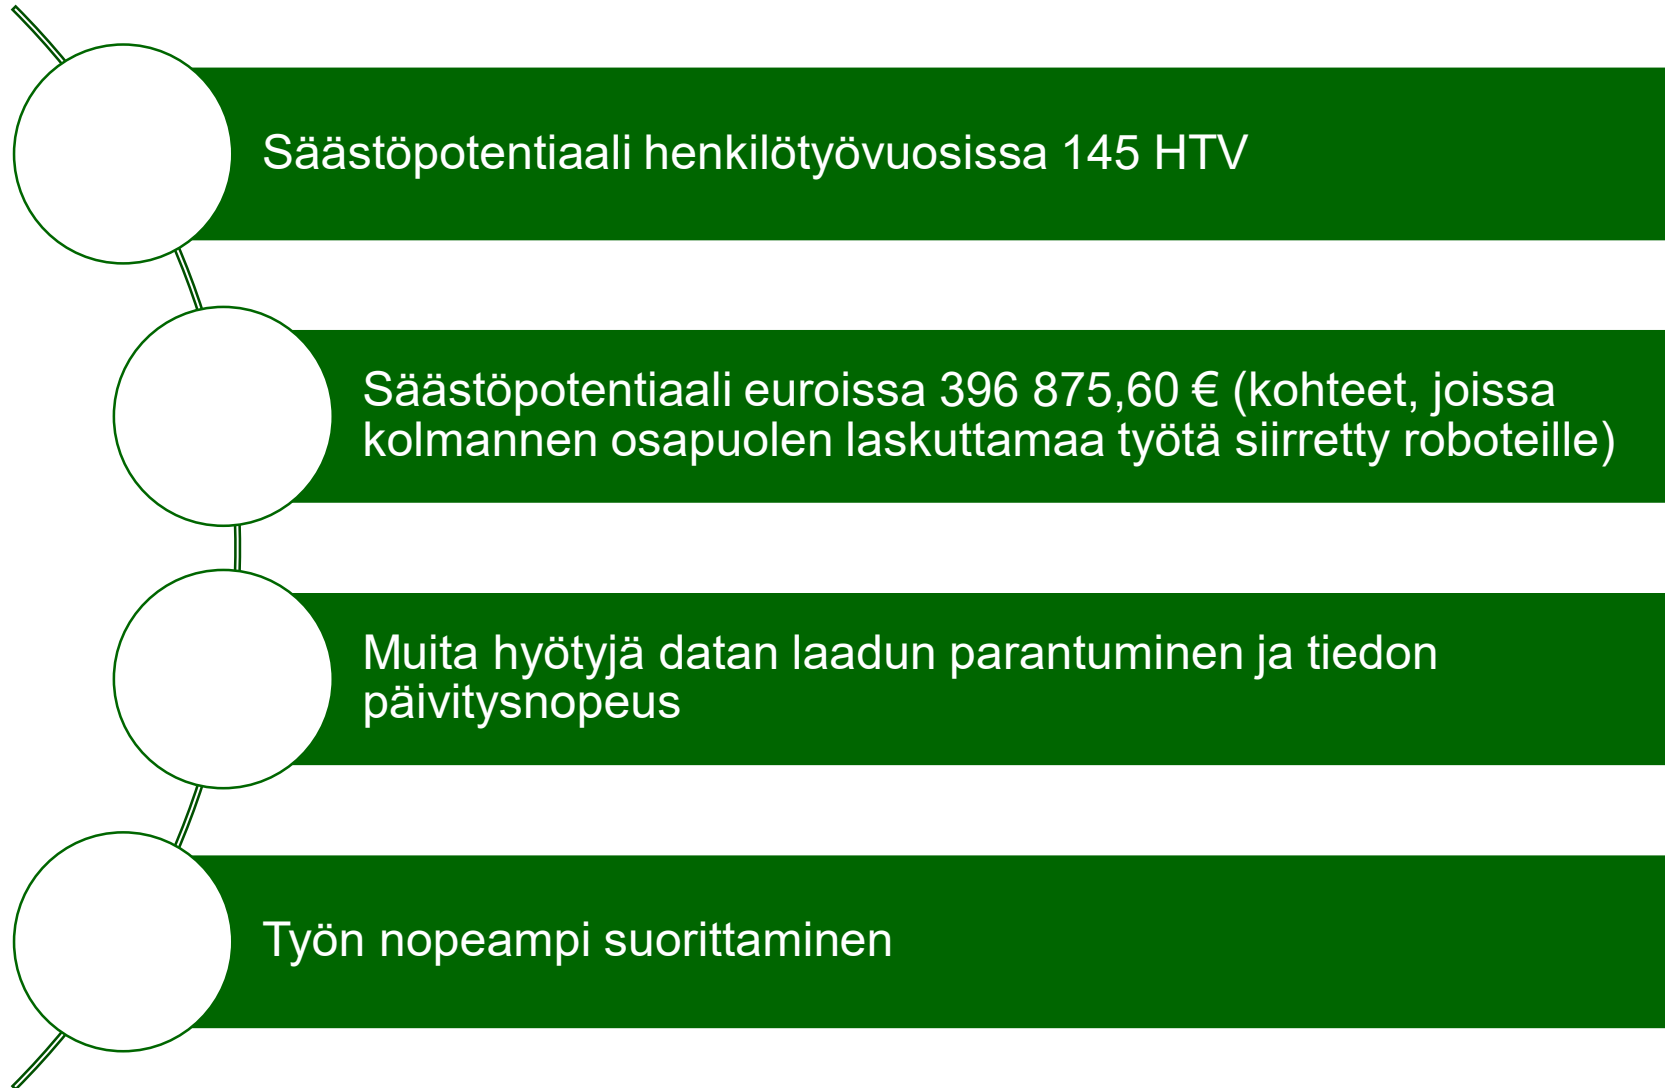 Säästöpotentiaali henkilötyövuosissa 145 HTV
Säästöpotentiaali euroissa 396 875,60 € (kohteet, joissa
kolmannen osapuolen laskuttamaa työtä siirretty roboteille)
Muita hyötyjä datan laadun parantuminen ja tiedon
päivitysnopeus
Työn nopeampi suorittaminen